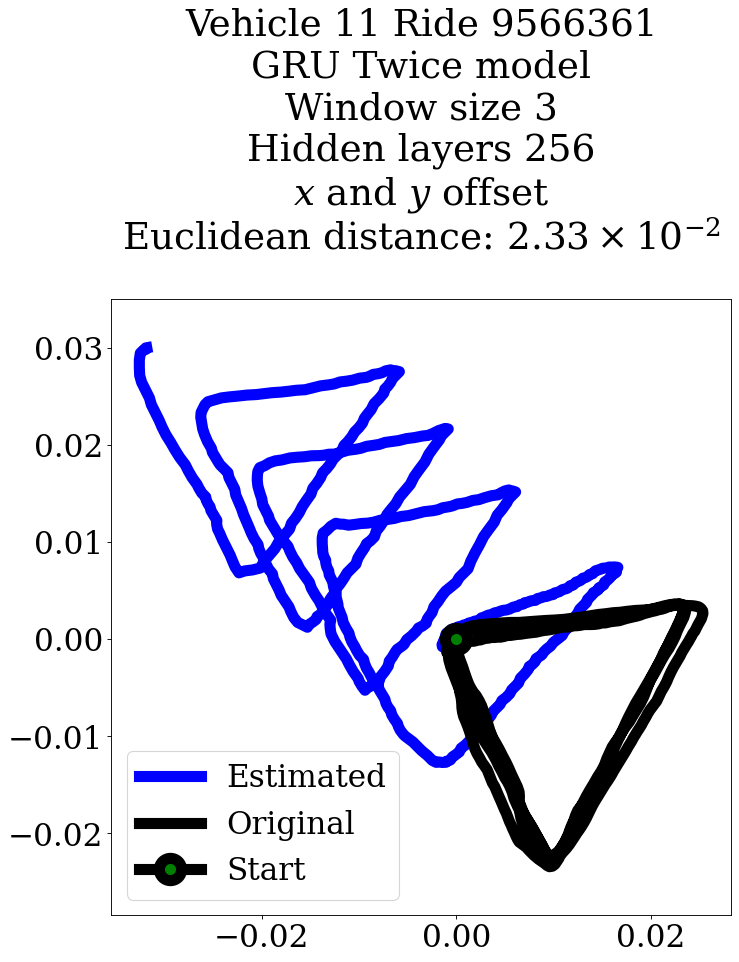 Vehicle 11 Ride 9566361
GRU Twice model
Window size 3
Hidden layers 256
x and y offset
Euclidean distance: 2.33 × 10⁻²
0.03
0.02
0.01
0.00
−0.01
−0.02
Estimated
Original
Start
−0.02 0.00 0.02